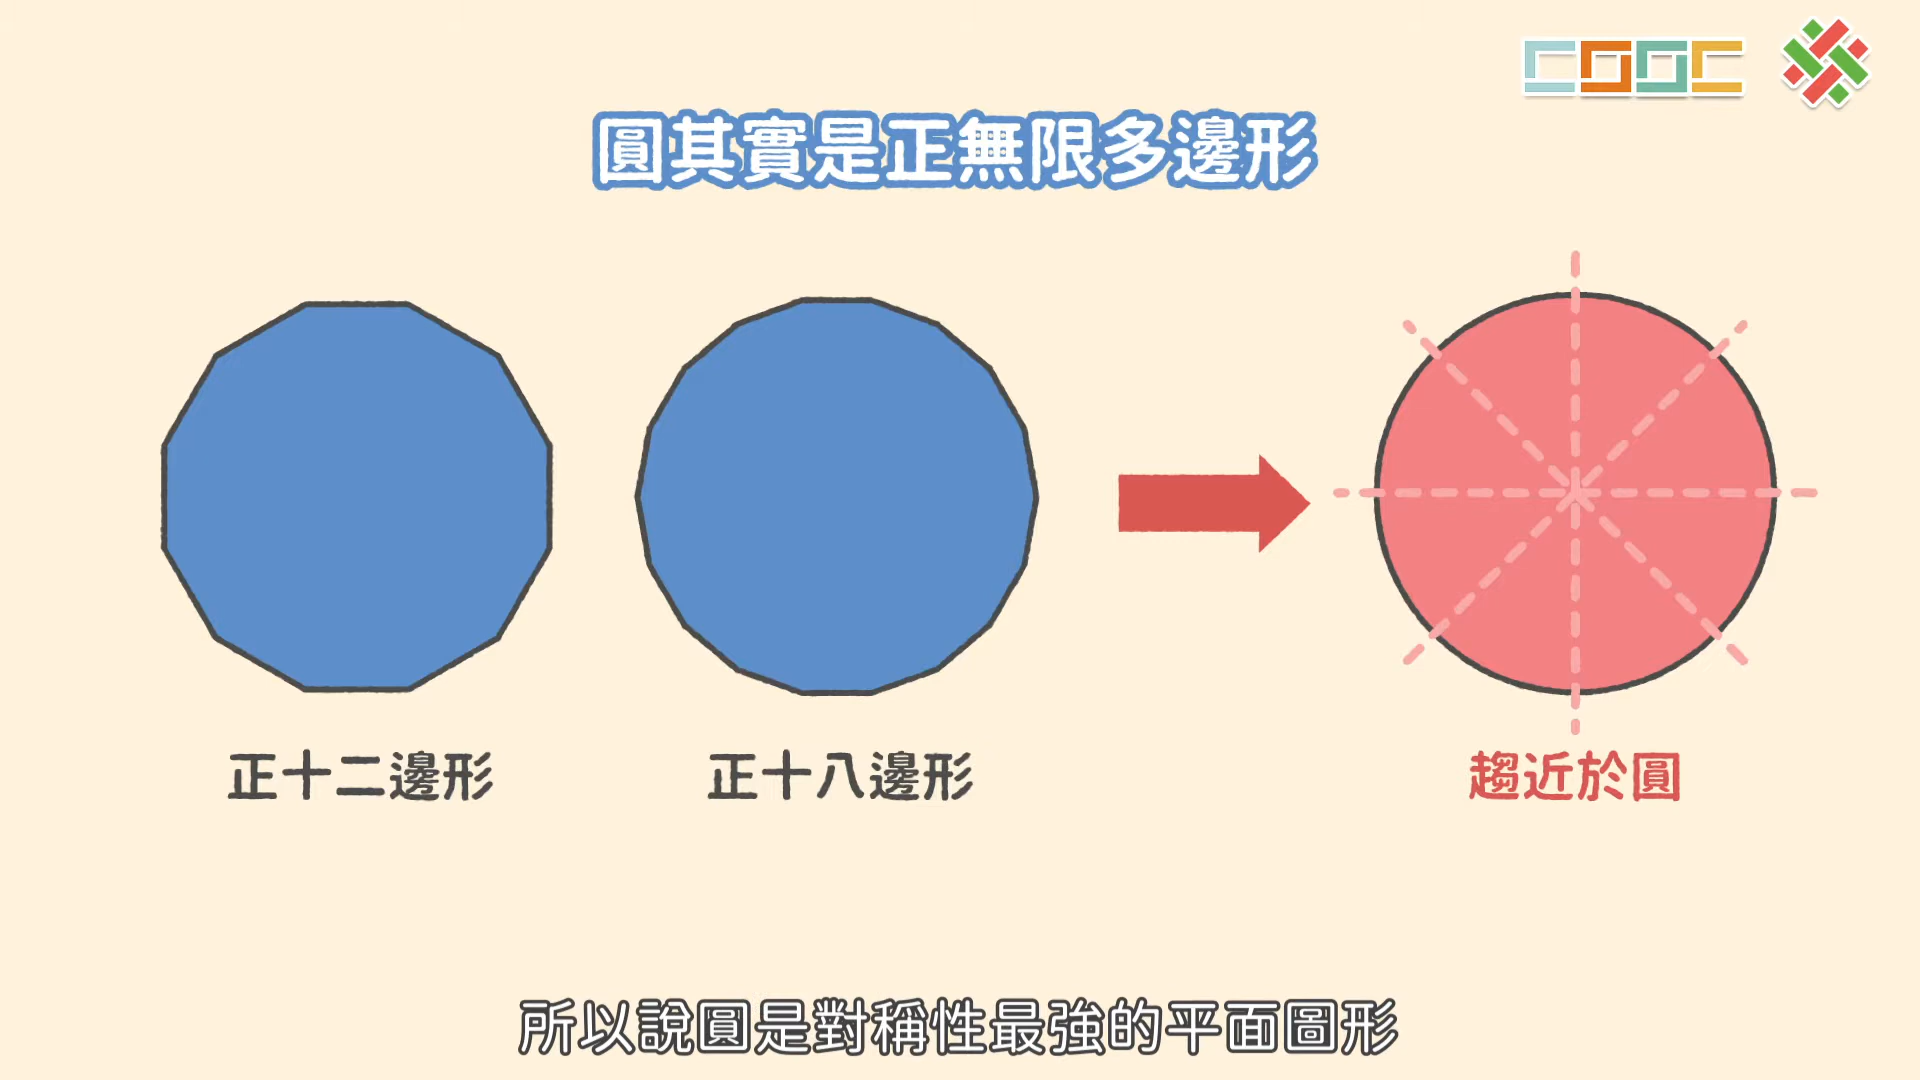 COOC
圓其實是正無限多邊形
正十二邊形
正十八邊形
趨近於圓
所以說圓是對稱性最強的平面圖形